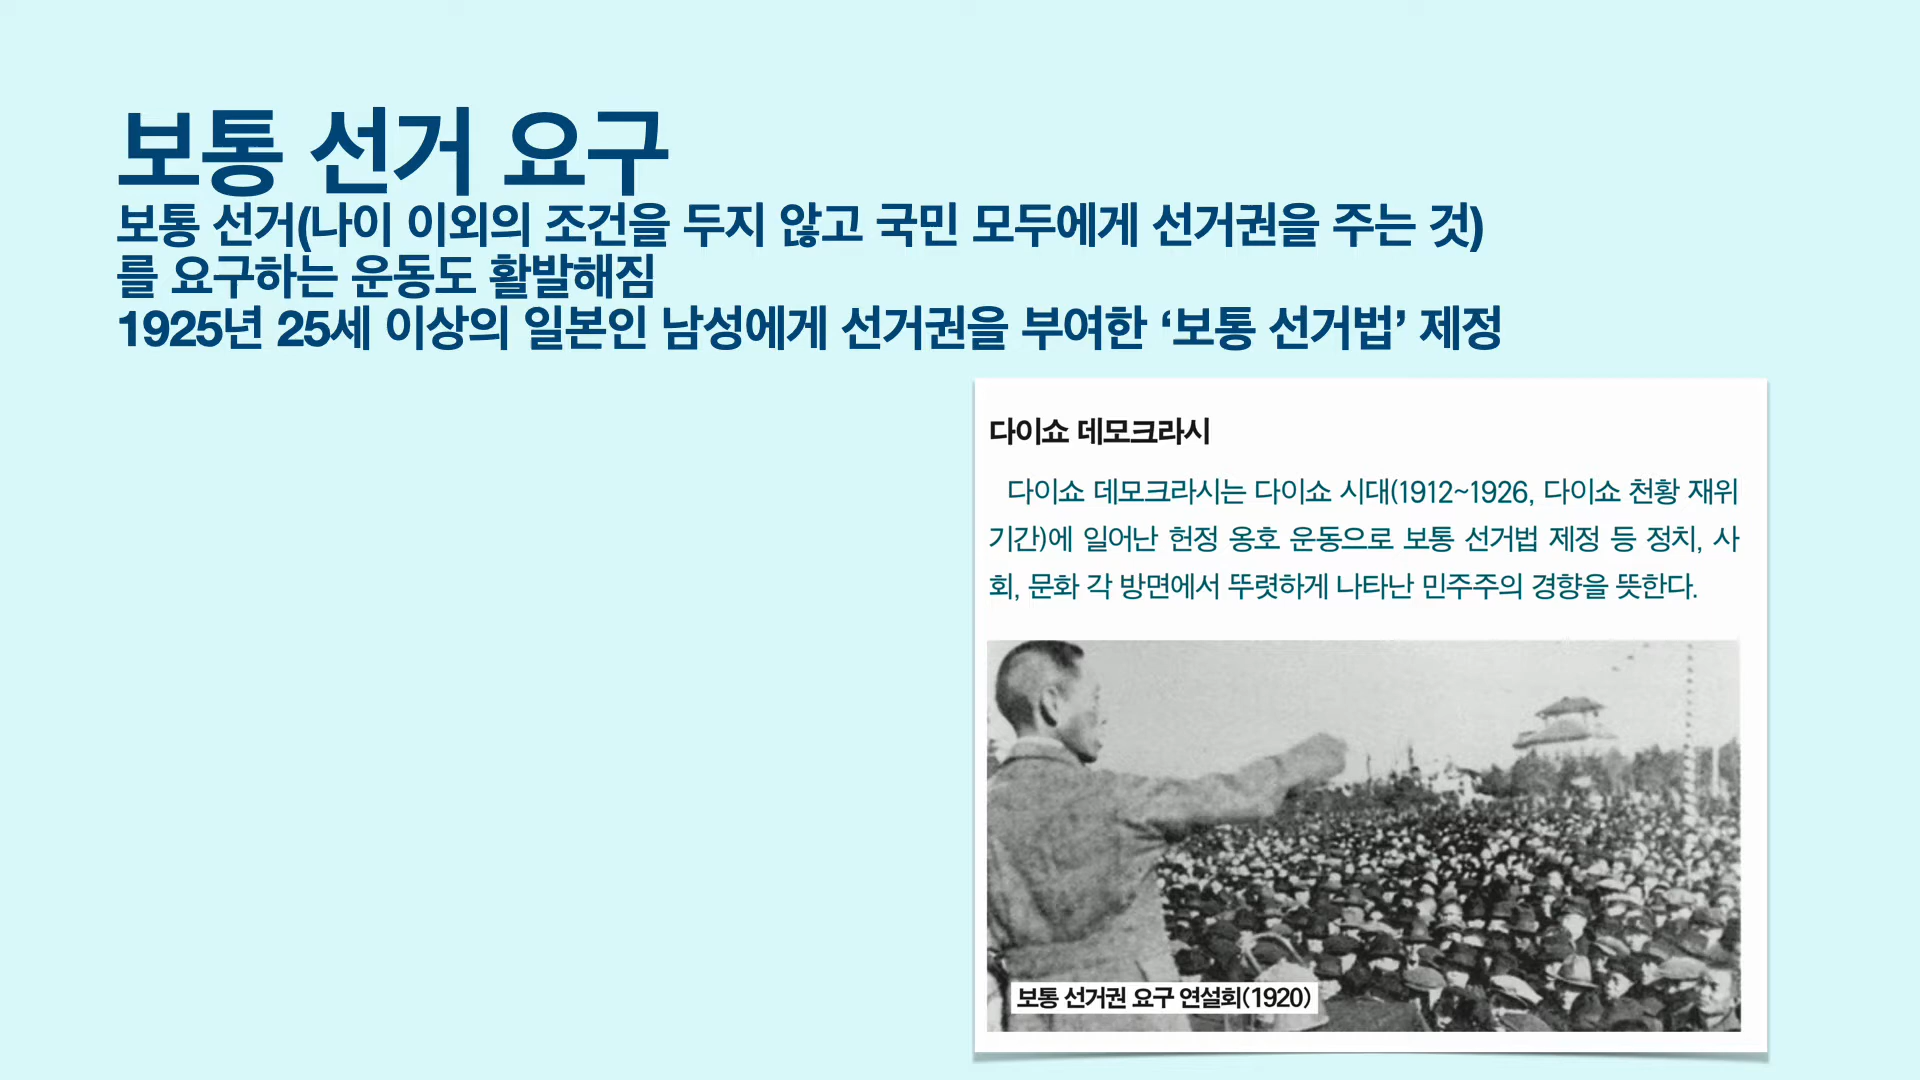 보통 선거 요구
보통 선거(나이 이외의 조건을 두지 않고 국민 모두에게 선거권을 주는 것)
를 요구하는 운동도 활발해짐
1925년 25세 이상의 일본인 남성에게 선거권을 부여한 ‘보통 선거법’ 제정
다이쇼 데모크라시
다이쇼 데모크라시는 다이쇼 시대(1912~1926, 다이쇼 천황 재위
기간)에 일어난 헌정 옹호 운동으로 보통 선거법 제정 등 정치, 사
회, 문화 각 방면에서 뚜렷하게 나타난 민주주의 경향을 뜻한다.
보통 선거권 요구 연설회(1920)